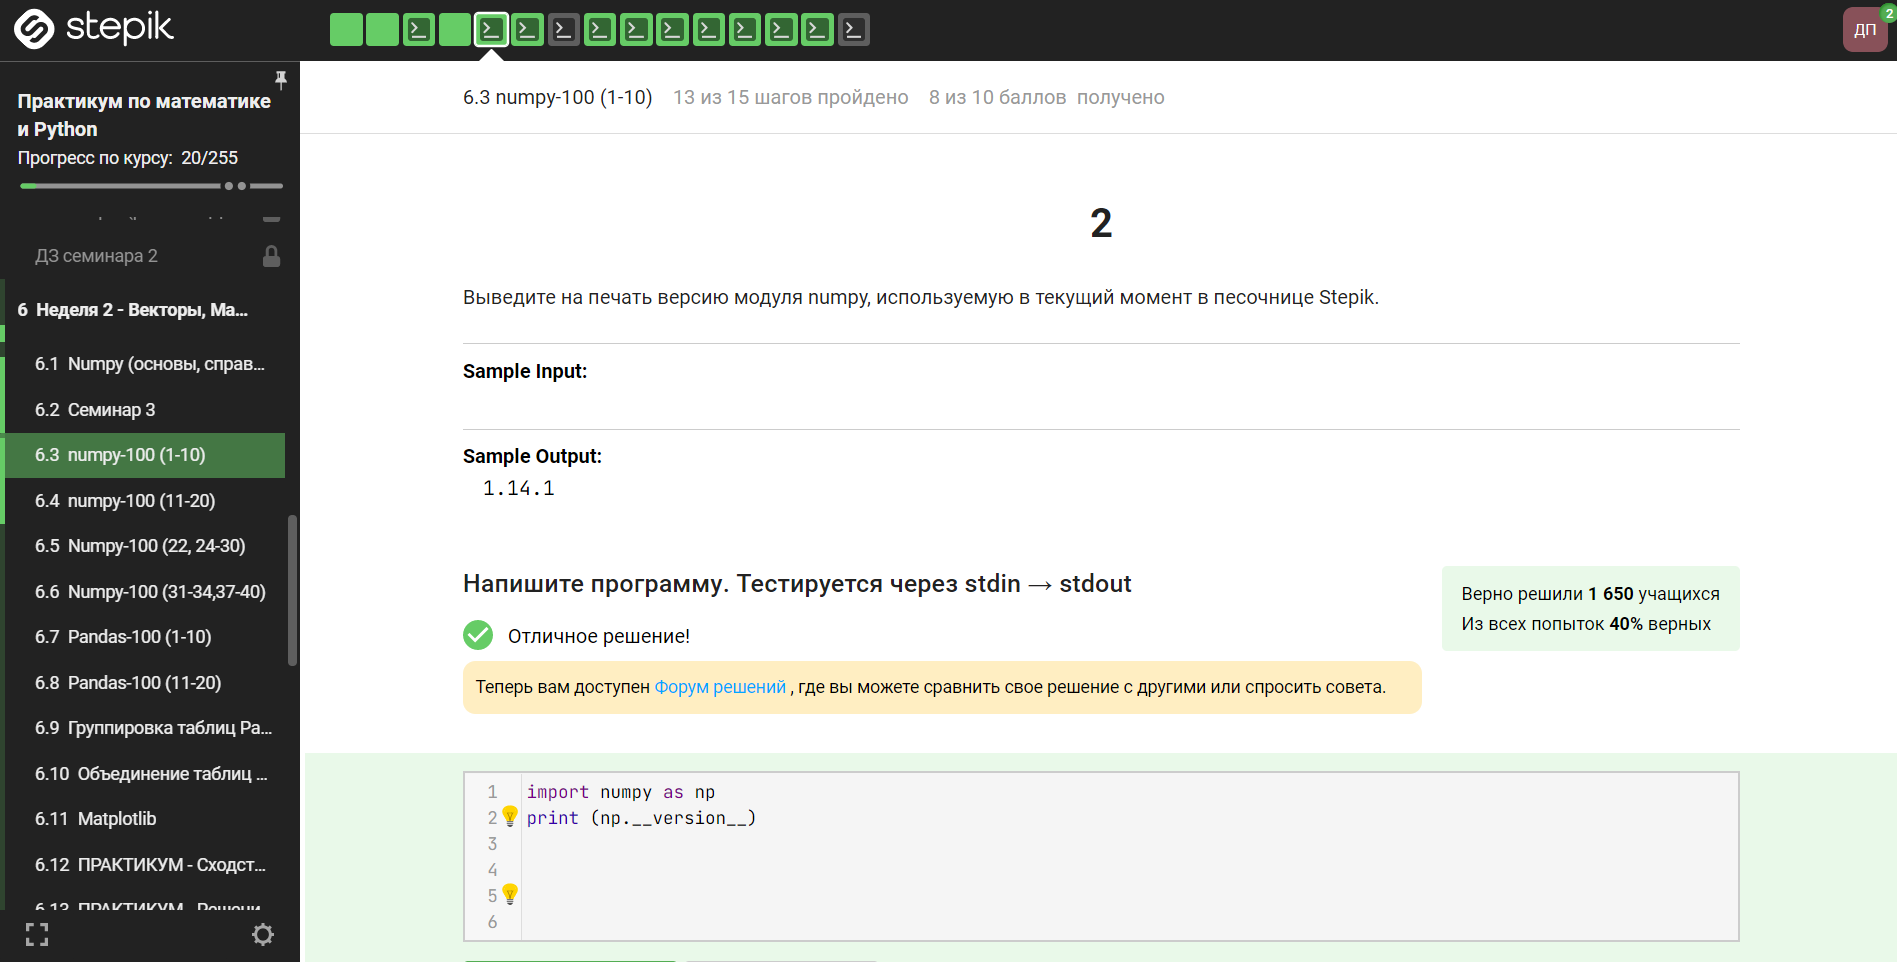 stepik
ДП
2
Практикум по математике
и Python
Прогресс по курсу: 20/255
ДЗ семинара 2
6 Неделя 2 - Векторы, Ма...
6.1 Numpy (основы, справ...
6.2 Семинар 3
6.3 numpy-100 (1-10)
6.4 numpy-100 (11-20)
6.5 Numpy-100 (22, 24-30)
6.6 Numpy-100 (31-34,37-40)
6.7 Pandas-100 (1-10)
6.8 Pandas-100 (11-20)
6.9 Группировка таблиц Pa...
6.10 Объединение таблиц ...
6.11 Matplotlib
6.12 ПРАКТИКУМ - Сходст...
6.13 ПРАКТИКУМ - Решени...
6.3 numpy-100 (1-10) 13 из 15 шагов пройдено 8 из 10 баллов получено
2
Выведите на печать версию модуля numpy, используемую в текущий момент в песочнице Stepik.
Sample Input:
Sample Output:
1.14.1
Напишите программу. Тестируется через stdin → stdout
Верно решили 1 650 учащихся
Из всех попыток 40% верных
Отличное решение!
Теперь вам доступен Форум решений , где вы можете сравнить свое решение с другими или спросить совета.
1 import numpy as np
2 print (np.__version__)
3
4
5
6